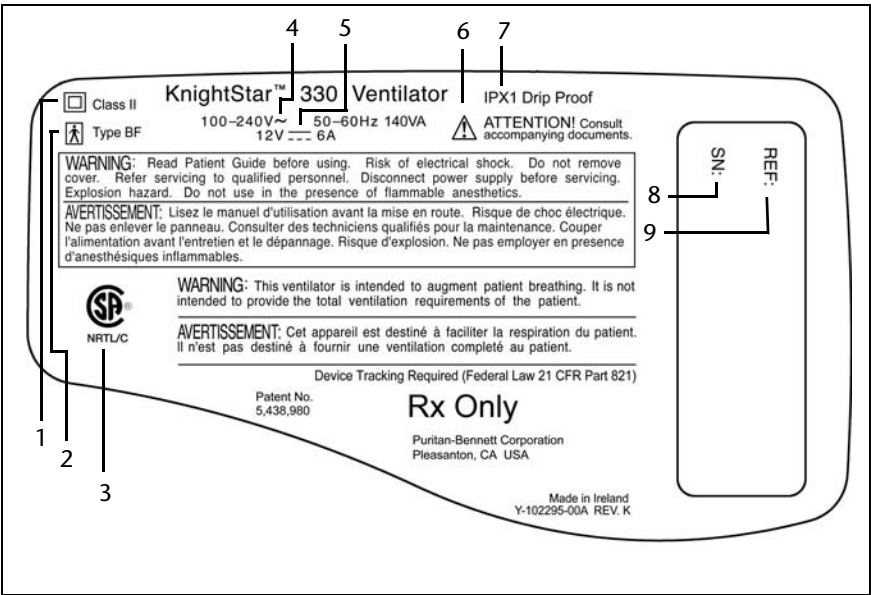 4 5 6 7
Class II
KnightStar™ 330 Ventilator
IPX1 Drip Proof
Type BF
100–240V~ 50–60Hz 140VA
12V ⎓ 6A
ATTENTION! Consult
accompanying documents.
WARNING: Read Patient Guide before using. Risk of electrical shock. Do not remove
cover. Refer servicing to qualified personnel. Disconnect power supply before servicing.
Explosion hazard. Do not use in the presence of flammable anesthetics.
AVERTISSEMENT: Lisez le manuel d'utilisation avant la mise en route. Risque de choc électrique.
Ne pas enlever le panneau. Consulter des techniciens qualifiés pour la maintenance. Couper
l'alimentation avant l'entretien et le dépannage. Risque d'explosion. Ne pas employer en presence
d'anesthésiques inflammables.
SN:
REF:
8
9
WARNING: This ventilator is intended to augment patient breathing. It is not
intended to provide the total ventilation requirements of the patient.
SA ®
NRTL/C
AVERTISSEMENT: Cet appareil est destiné à faciliter la respiration du patient.
Il n'est pas destiné à fournir une ventilation completé au patient.
Device Tracking Required (Federal Law 21 CFR Part 821)
Patent No.
5,438,980
Rx Only
Puritan-Bennett Corporation
Pleasanton, CA USA
1
2
3
Made in Ireland
Y-102295-00A REV. K